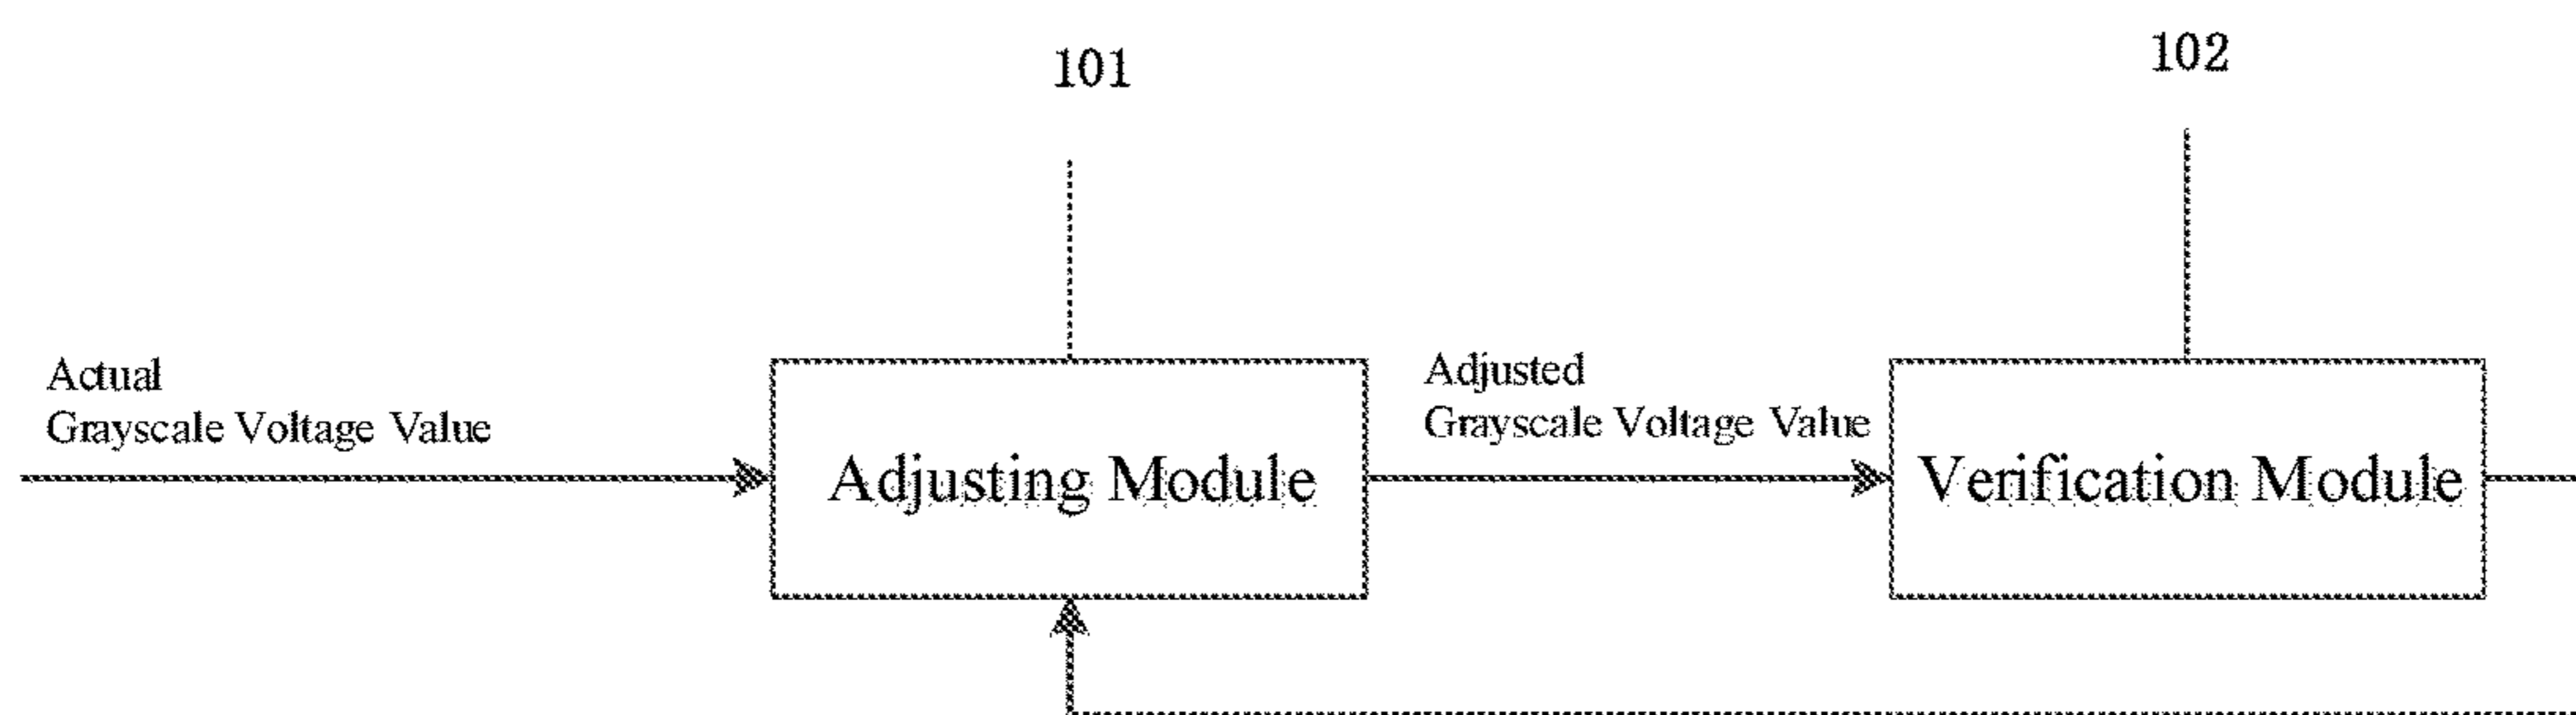 101
102
Actual
Grayscale Voltage Value
Adjusting Module
Adjusted
Grayscale Voltage Value
Verification Module